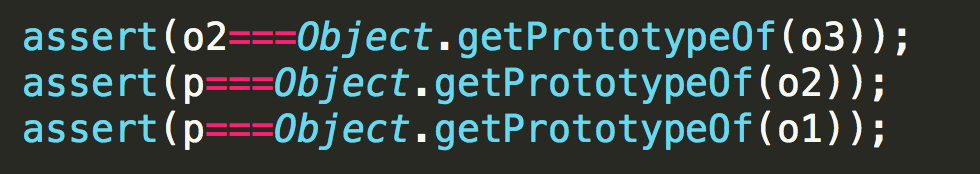 assert(o2===Object.getPrototypeOf(o3));
assert(p===Object.getPrototypeOf(o2));
assert(p===Object.getPrototypeOf(o1));